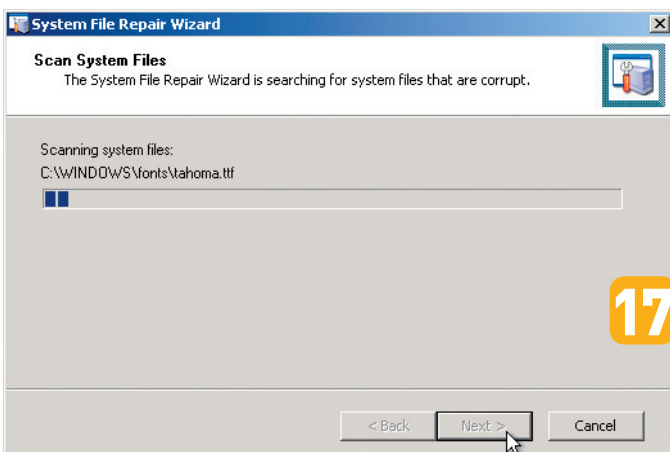 System File Repair Wizard
Scan System Files
The System File Repair Wizard is searching for system files that are corrupt.
Scanning system files:
C:\WINDOWS\fonts\tahoma.ttf
17
< Back
Next >
Cancel